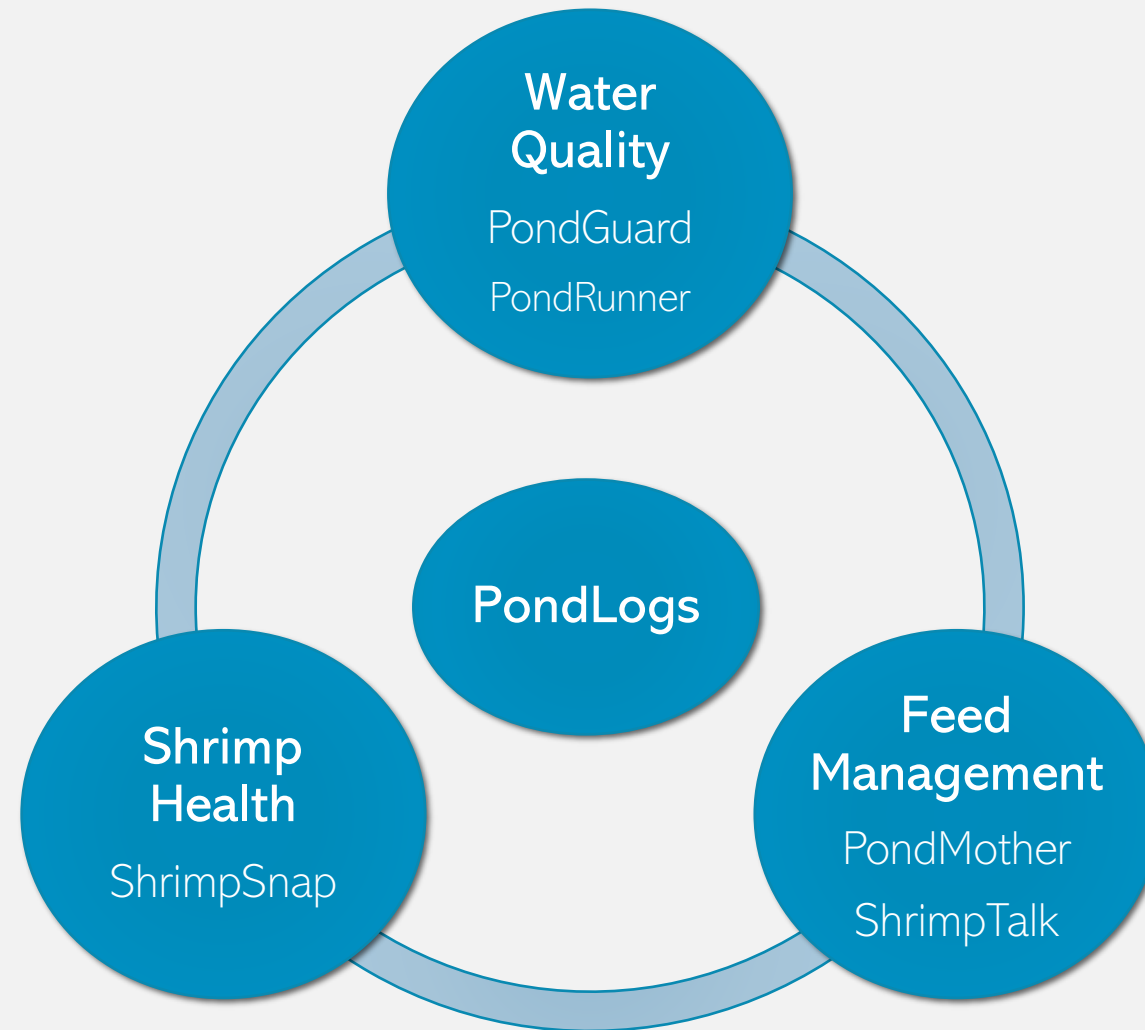 Water
Quality
PondGuard
PondRunner
PondLogs
Shrimp
Health
ShrimpSnap
Feed
Management
PondMother
ShrimpTalk